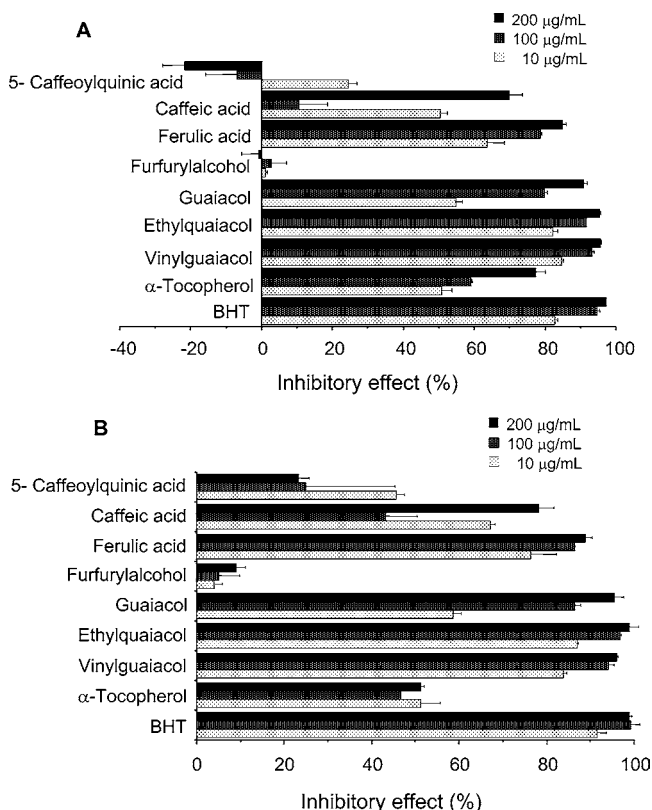 A
200 µg/mL
100 µg/mL
10 µg/mL
5- Caffeoylquinic acid
Caffeic acid
Ferulic acid
Furfurylalcohol
Guaiacol
Ethylquaiacol
Vinylguaiacol
α-Tocopherol
BHT
-40 -20 0 20 40 60 80 100
Inhibitory effect (%)
B
200 µg/mL
100 µg/mL
10 µg/mL
5- Caffeoylquinic acid
Caffeic acid
Ferulic acid
Furfurylalcohol
Guaiacol
Ethylquaiacol
Vinylguaiacol
α-Tocopherol
BHT
0 20 40 60 80 100
Inhibitory effect (%)